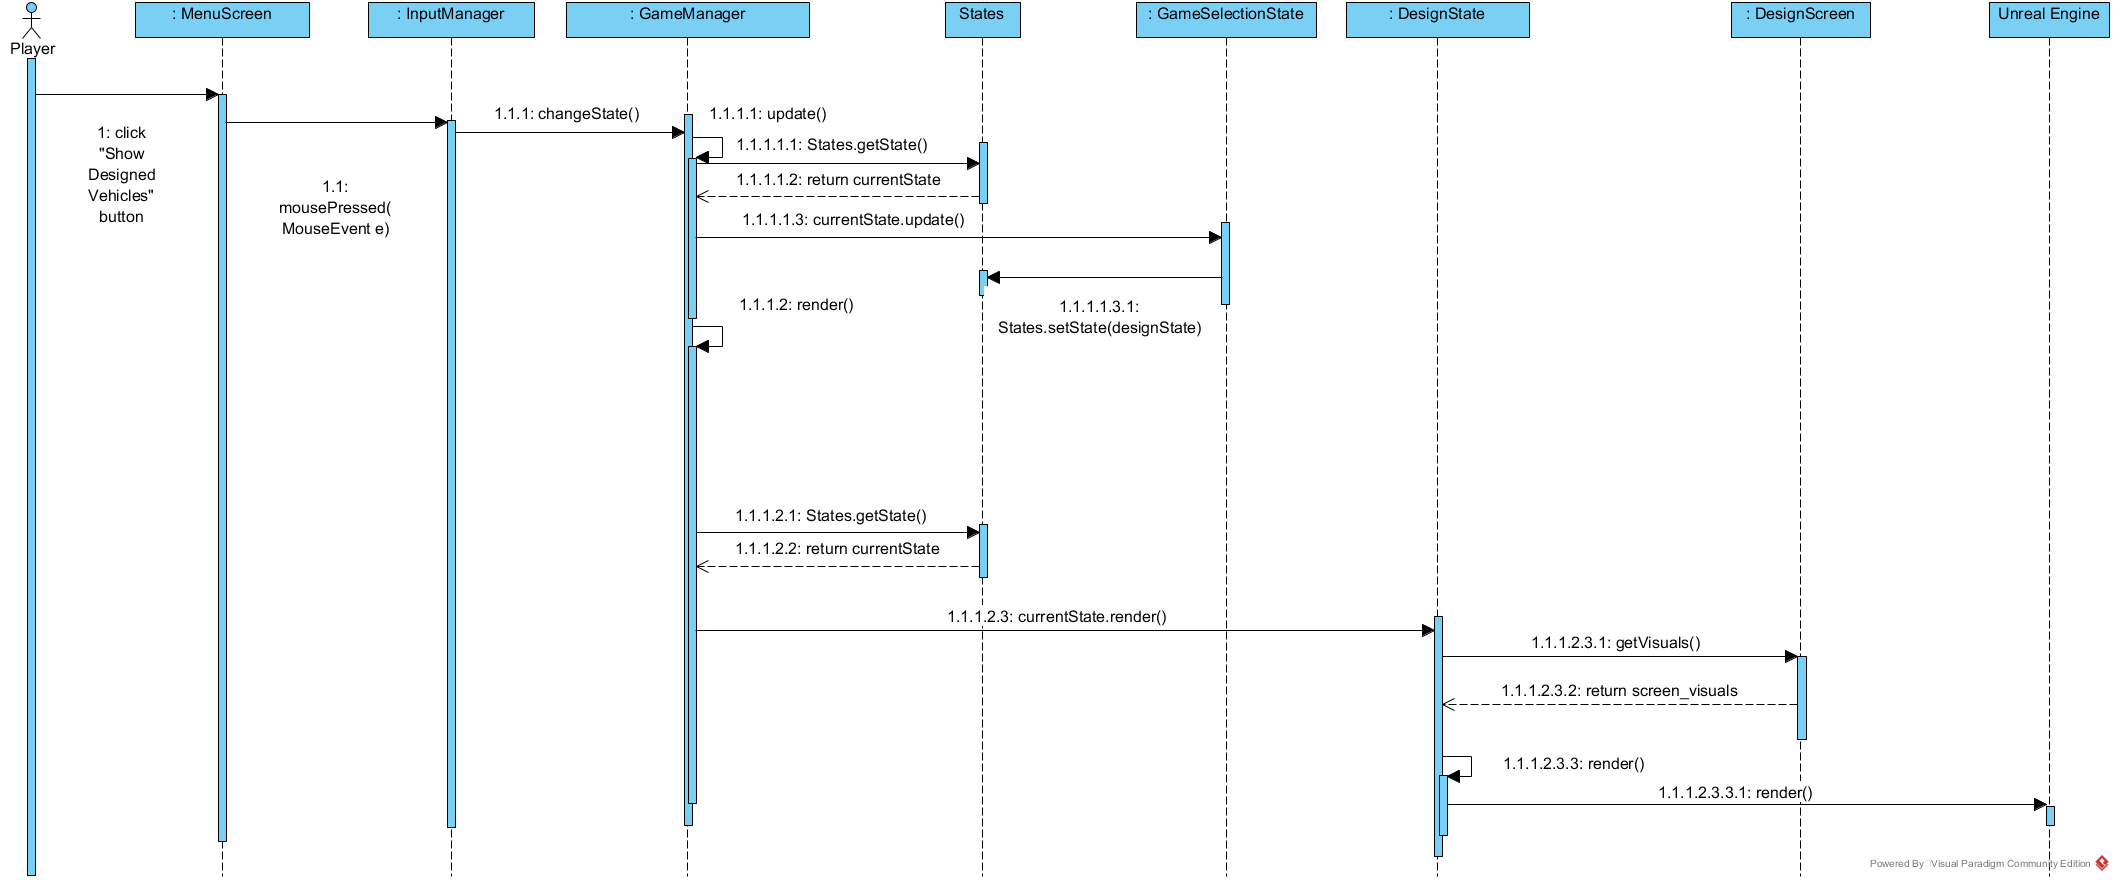 : MenuScreen
: InputManager
: GameManager
States
: GameSelectionState
: DesignState
: DesignScreen
Unreal Engine
Player
1: click
"Show
Designed
Vehicles"
button
1.1:
mousePressed(
MouseEvent e)
1.1.1: changeState()
1.1.1.1: update()
1.1.1.1.1: States.getState()
1.1.1.1.2: return currentState
1.1.1.1.3: currentState.update()
1.1.1.1.3.1:
States.setState(designState)
1.1.1.2: render()
1.1.1.2.1: States.getState()
1.1.1.2.2: return currentState
1.1.1.2.3: currentState.render()
1.1.1.2.3.1: getVisuals()
1.1.1.2.3.2: return screen_visuals
1.1.1.2.3.3: render()
1.1.1.2.3.3.1: render()
Powered By Visual Paradigm Community Edition